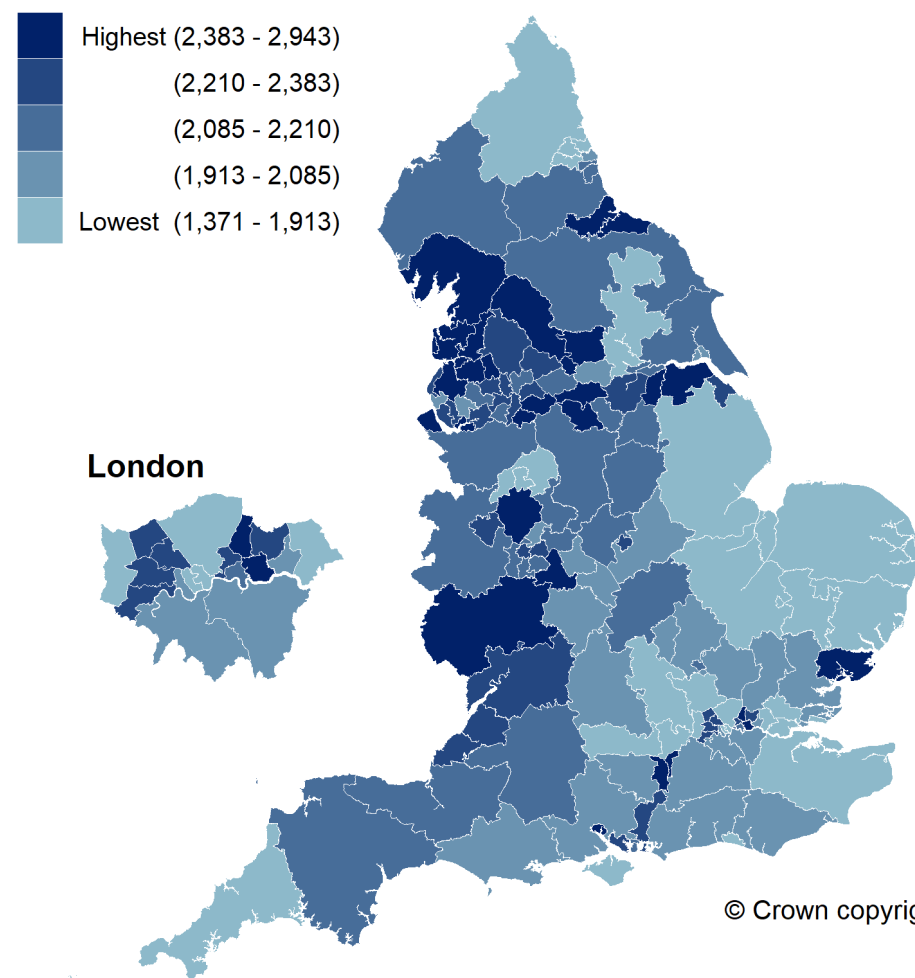 Highest (2,383 - 2,943)
(2,210 - 2,383)
(2,085 - 2,210)
(1,913 - 2,085)
Lowest (1,371 - 1,913)
London
© Crown copyrig